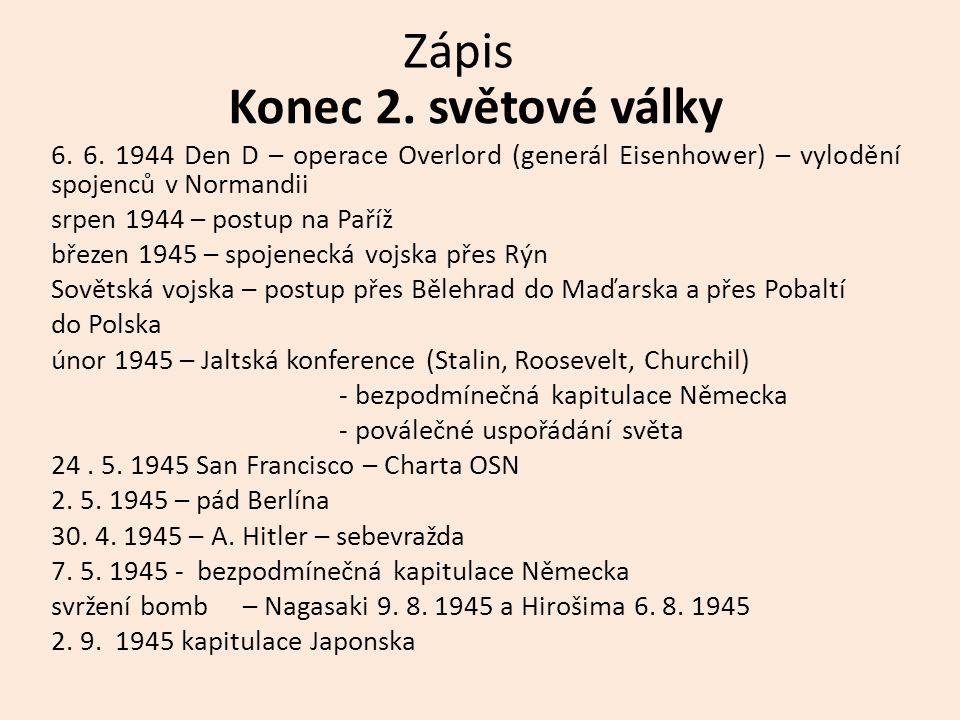 Zápis
Konec 2. světové války
6. 6. 1944 Den D – operace Overlord (generál Eisenhower) – vylodění
spojenců v Normandii
srpen 1944 – postup na Paříž
březen 1945 – spojenecká vojska přes Rýn
Sovětská vojska – postup přes Bělehrad do Maďarska a přes Pobaltí
do Polska
únor 1945 – Jaltská konference (Stalin, Roosevelt, Churchil)
- bezpodmínečná kapitulace Německa
- poválečné uspořádání světa
24 . 5. 1945 San Francisco – Charta OSN
2. 5. 1945 – pád Berlína
30. 4. 1945 – A. Hitler – sebevražda
7. 5. 1945 - bezpodmínečná kapitulace Německa
svržení bomb – Nagasaki 9. 8. 1945 a Hirošima 6. 8. 1945
2. 9. 1945 kapitulace Japonska